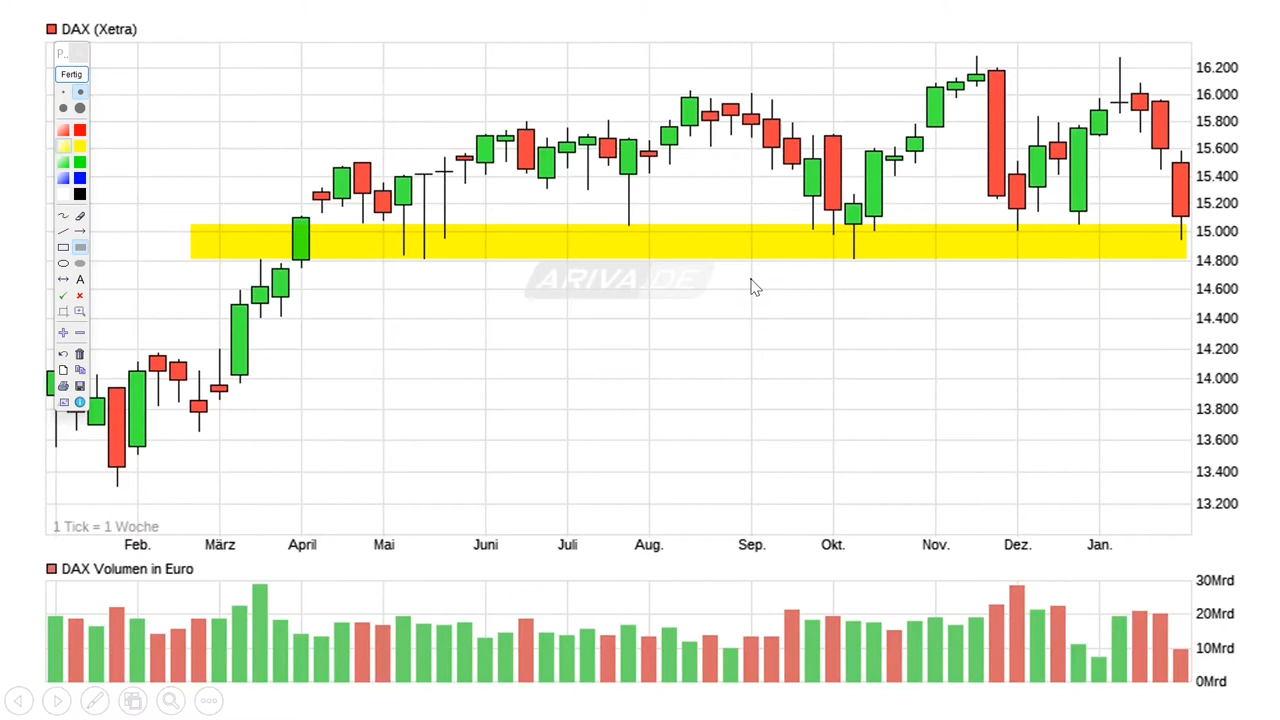 DAX (Xetra)
P..
Fertig
A
16.200
16.000
15.800
15.600
15.400
15.200
15.000
14.800
14.600
14.400
14.200
14.000
13.800
13.600
13.400
13.200
ARIVA.DE
1 Tick = 1 Woche
Feb. März April Mai Juni Juli Aug. Sep. Okt. Nov. Dez. Jan.
DAX Volumen in Euro
30Mrd
20Mrd
10Mrd
0Mrd